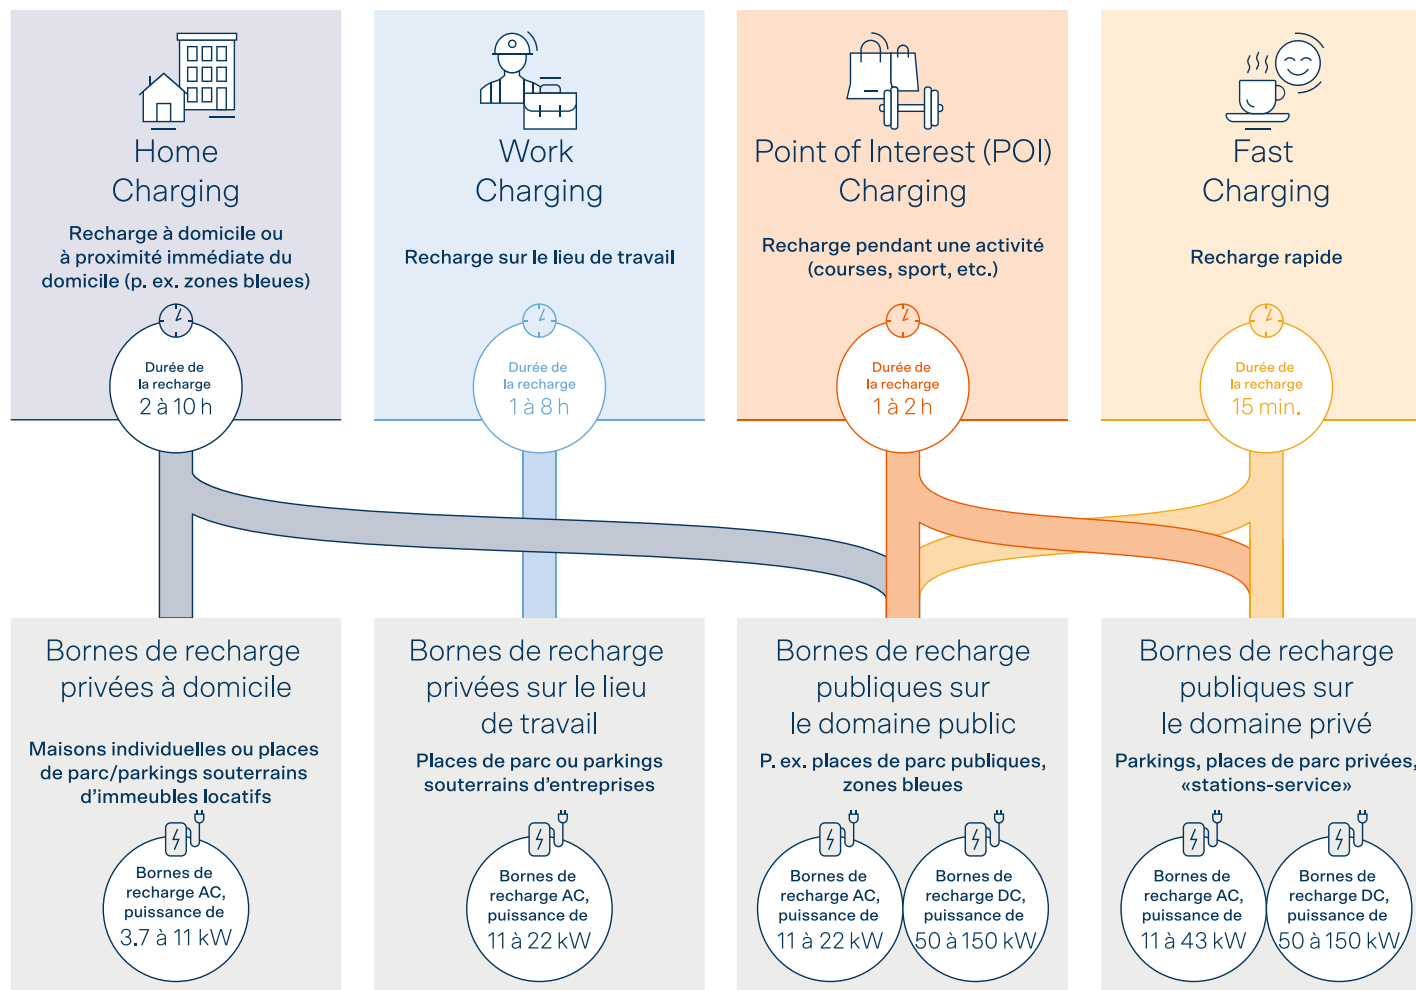 Home
Charging
Recharge à domicile ou
à proximité immédiate du
domicile (p. ex. zones bleues)
Durée de
la recharge
2 à 10 h
Work
Charging
Recharge sur le lieu de travail
Durée de
la recharge
1 à 8 h
Point of Interest (POI)
Charging
Recharge pendant une activité
(courses, sport, etc.)
Durée de
la recharge
1 à 2 h
Fast
Charging
Recharge rapide
Durée de
la recharge
15 min.
Bornes de recharge
privées à domicile
Maisons individuelles ou places
de parc/parkings souterrains
d'immeubles locatifs
Bornes de
recharge AC,
puissance de
3.7 à 11 kW
Bornes de recharge
privées sur le lieu
de travail
Places de parc ou parkings
souterrains d'entreprises
Bornes de
recharge AC,
puissance de
11 à 22 kW
Bornes de recharge
publiques sur
le domaine public
P. ex. places de parc publiques,
zones bleues
Bornes de
recharge AC,
puissance de
11 à 22 kW
Bornes de
recharge DC,
puissance de
50 à 150 kW
Bornes de recharge
publiques sur
le domaine privé
Parkings, places de parc privées,
«stations-service»
Bornes de
recharge AC,
puissance de
11 à 43 kW
Bornes de
recharge DC,
puissance de
50 à 150 kW